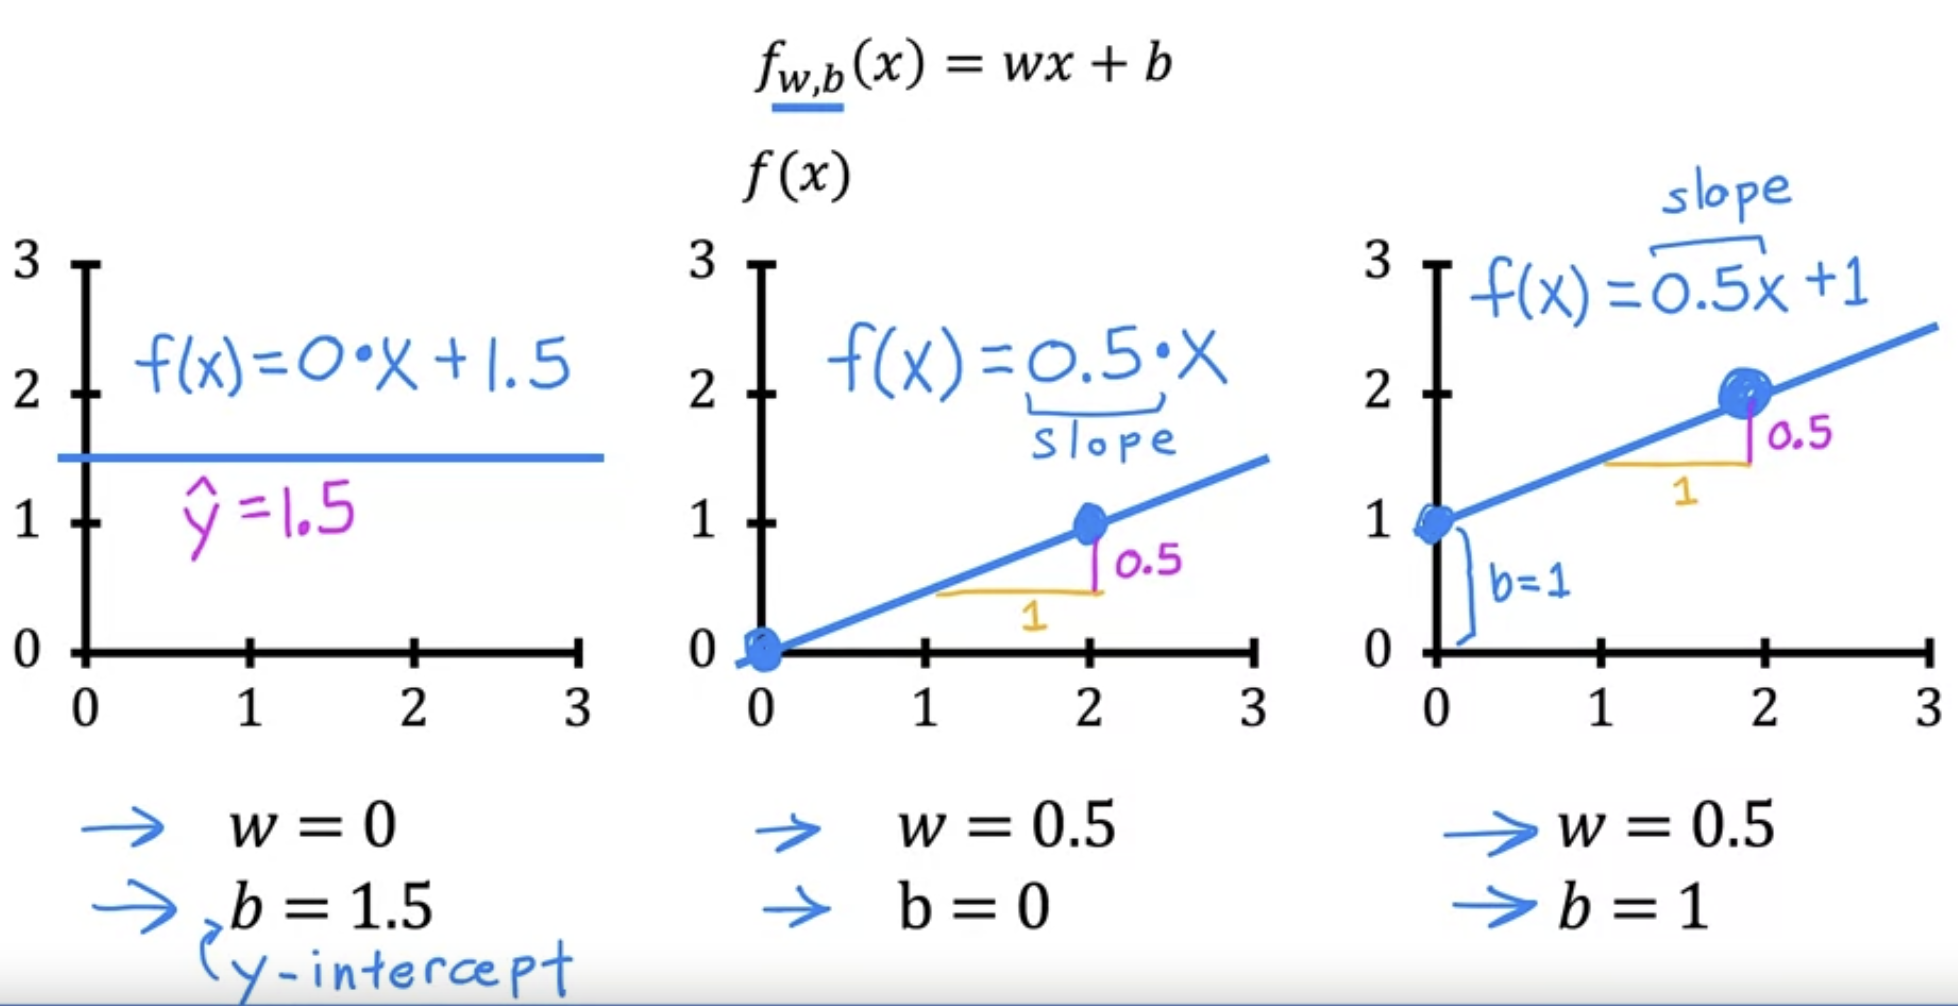 f_{w,b}(x) = wx + b
f(x)
3
f(x)=0•x+1.5
2
ŷ=1.5
1
0
0 1 2 3
→ w = 0
→ b = 1.5
y-intercept
3
f(x)=0.5•x
2
slope
1
0.5
1
0
0 1 2 3
→ w = 0.5
→ b = 0
slope
3
f(x)=0.5x+1
2
0.5
1
1
b=1
0
0 1 2 3
→ w = 0.5
→ b = 1